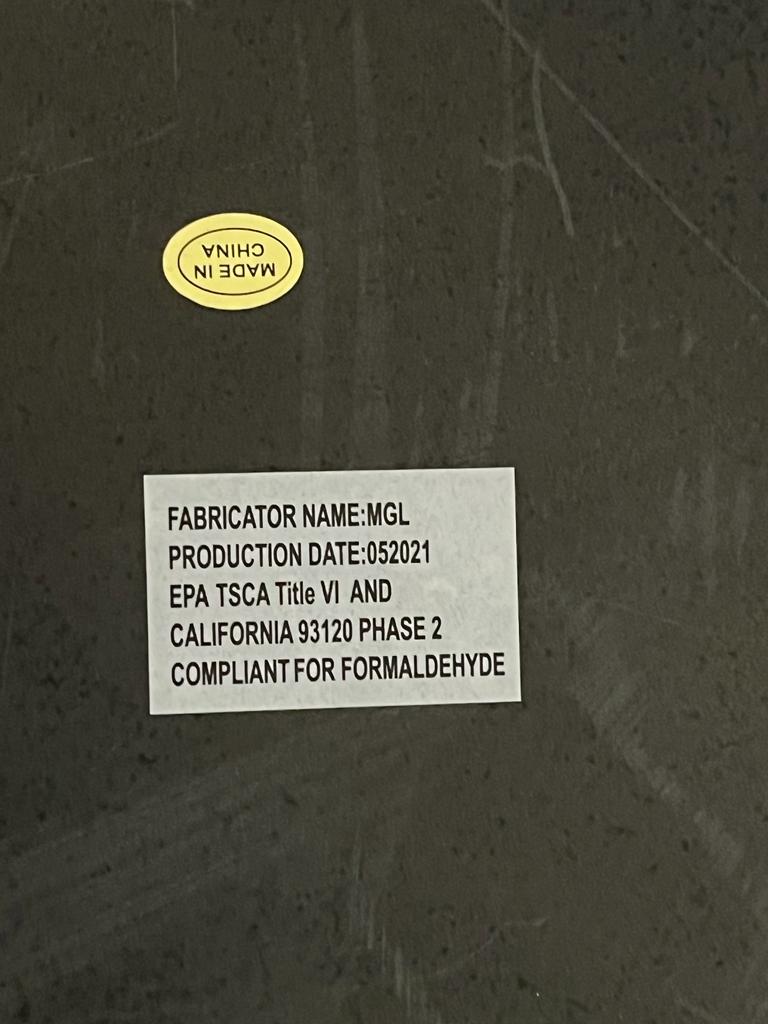 MADE IN
CHINA
FABRICATOR NAME:MGL
PRODUCTION DATE:052021
EPA TSCA Title VI AND
CALIFORNIA 93120 PHASE 2
COMPLIANT FOR FORMALDEHYDE